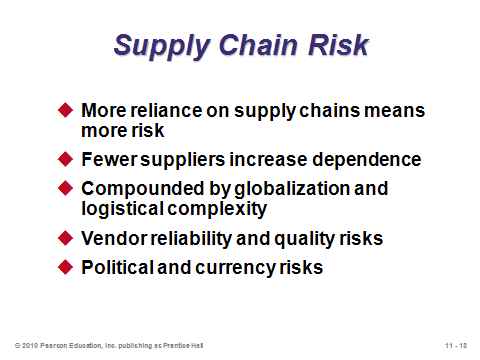 Supply Chain Risk
More reliance on supply chains means
more risk
Fewer suppliers increase dependence
Compounded by globalization and
logistical complexity
Vendor reliability and quality risks
Political and currency risks
© 2010 Pearson Education, Inc. publishing as Prentice Hall
11 - 18